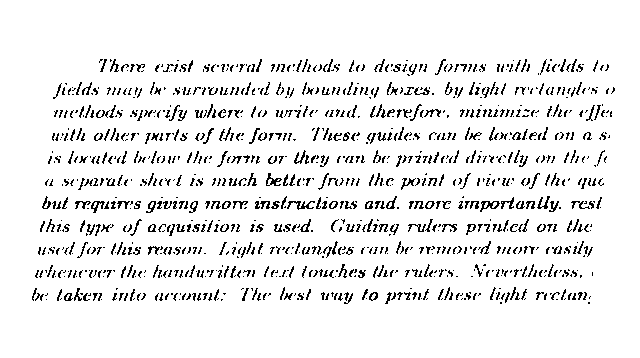 There exist several methods to design forms with fields to
fields may be surrounded by bounding boxes, by light rectangles o
methods specify where to write and, therefore, minimize the effe
with other parts of the form. These guides can be located on a s
is located below the form or they can be printed directly on the fo
a separate sheet is much better from the point of view of the qua
but requires giving more instructions and, more importantly, rest
this type of acquisition is used. Guiding rulers printed on the
used for this reason. Light rectangles can be removed more easily
whenever the handwritten text touches the rulers. Nevertheless,
be taken into account: The best way to print these light rectan